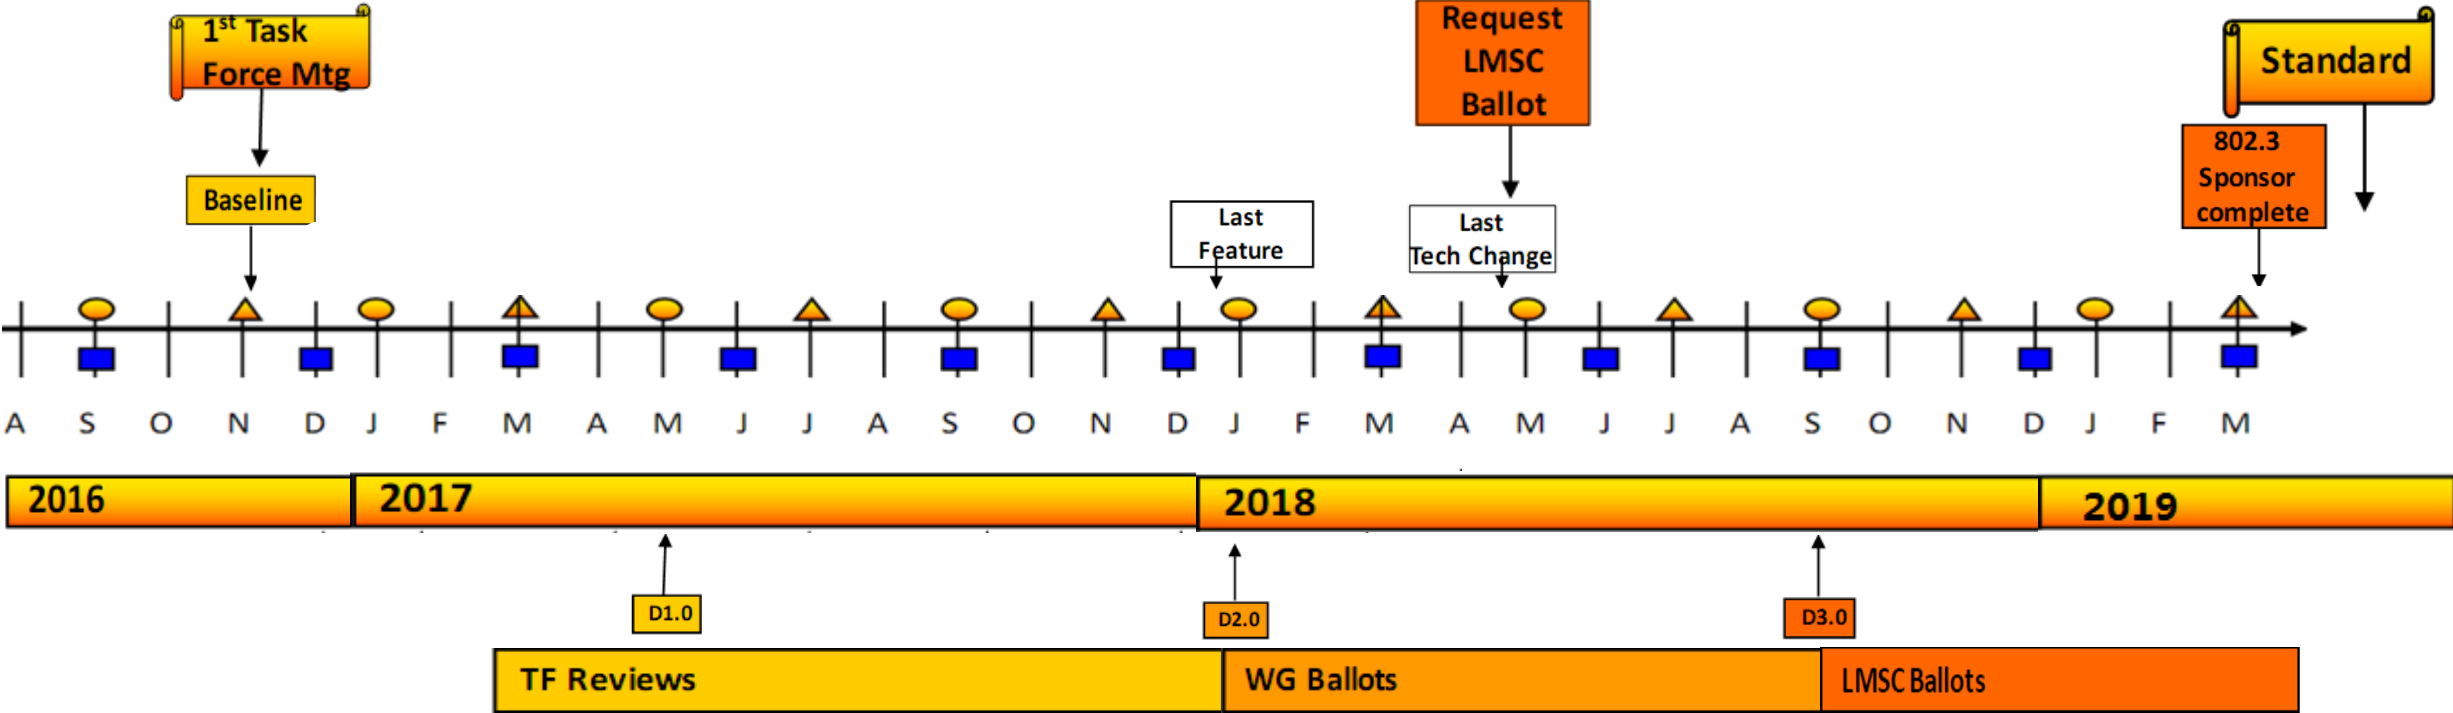 1st Task
Force Mtg
Request
LMSC
Ballot
Standard
802.3
Sponsor
complete
Baseline
Last
Feature
Last
Tech Change
A S O N D J F M A M J J A S O N D J F M A M J J A S O N D J F M
2016 2017 2018 2019
D1.0 D2.0 D3.0
TF Reviews WG Ballots LMSC Ballots